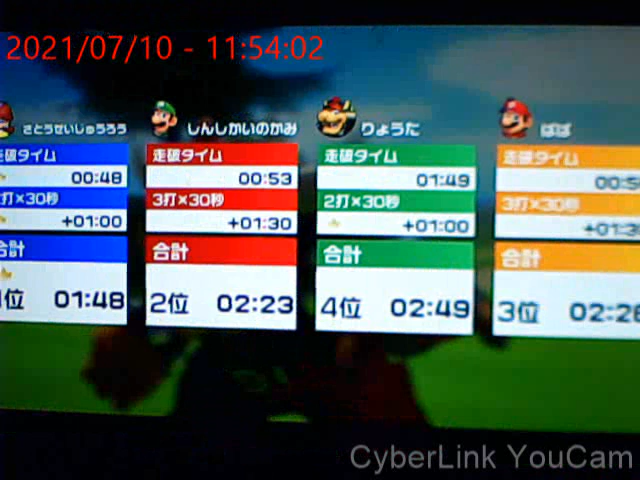 2021/07/10 - 11:54:02
さとうせいじゅうろう
走破タイム
00:48
2打×30秒
+01:00
合計
1位 01:48
しんしかいのかみ
走破タイム
00:53
3打×30秒
+01:30
合計
2位 02:23
りょうた
走破タイム
01:49
2打×30秒
+01:00
合計
4位 02:49
ぱぱ
走破タイム
3打×30秒
合計
3位
CyberLink YouCam